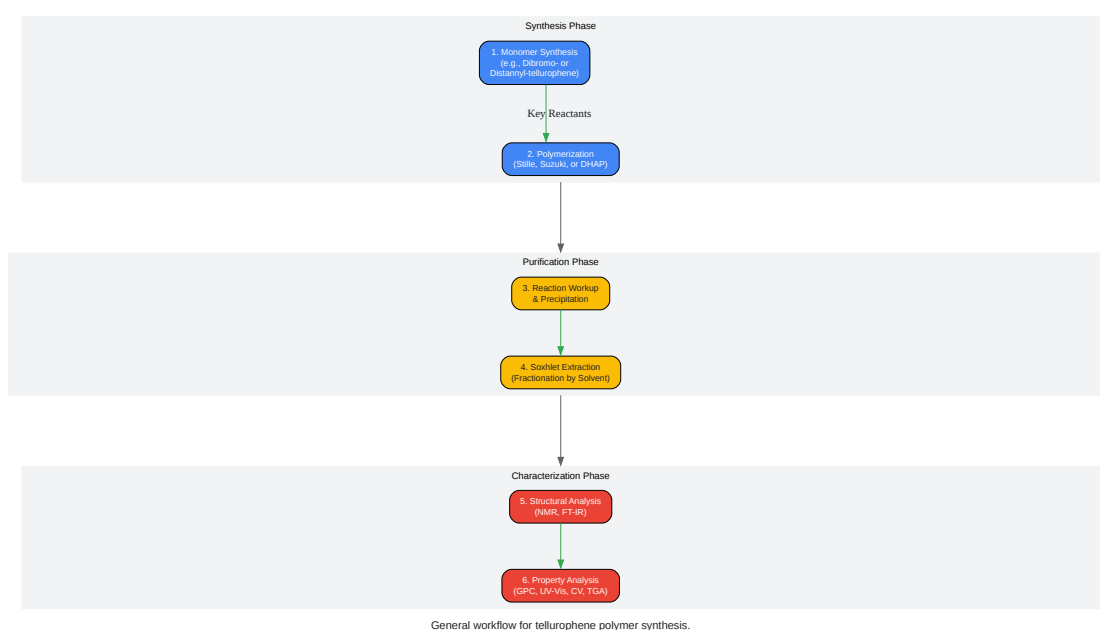 Synthesis Phase
1. Monomer Synthesis
(e.g., Dibromo- or
Distannyl-tellurophene)
Key Reactants
2. Polymerization
(Stille, Suzuki, or DHAP)
Purification Phase
3. Reaction Workup
& Precipitation
4. Soxhlet Extraction
(Fractionation by Solvent)
Characterization Phase
5. Structural Analysis
(NMR, FT-IR)
6. Property Analysis
(GPC, UV-Vis, CV, TGA)
General workflow for tellurophene polymer synthesis.